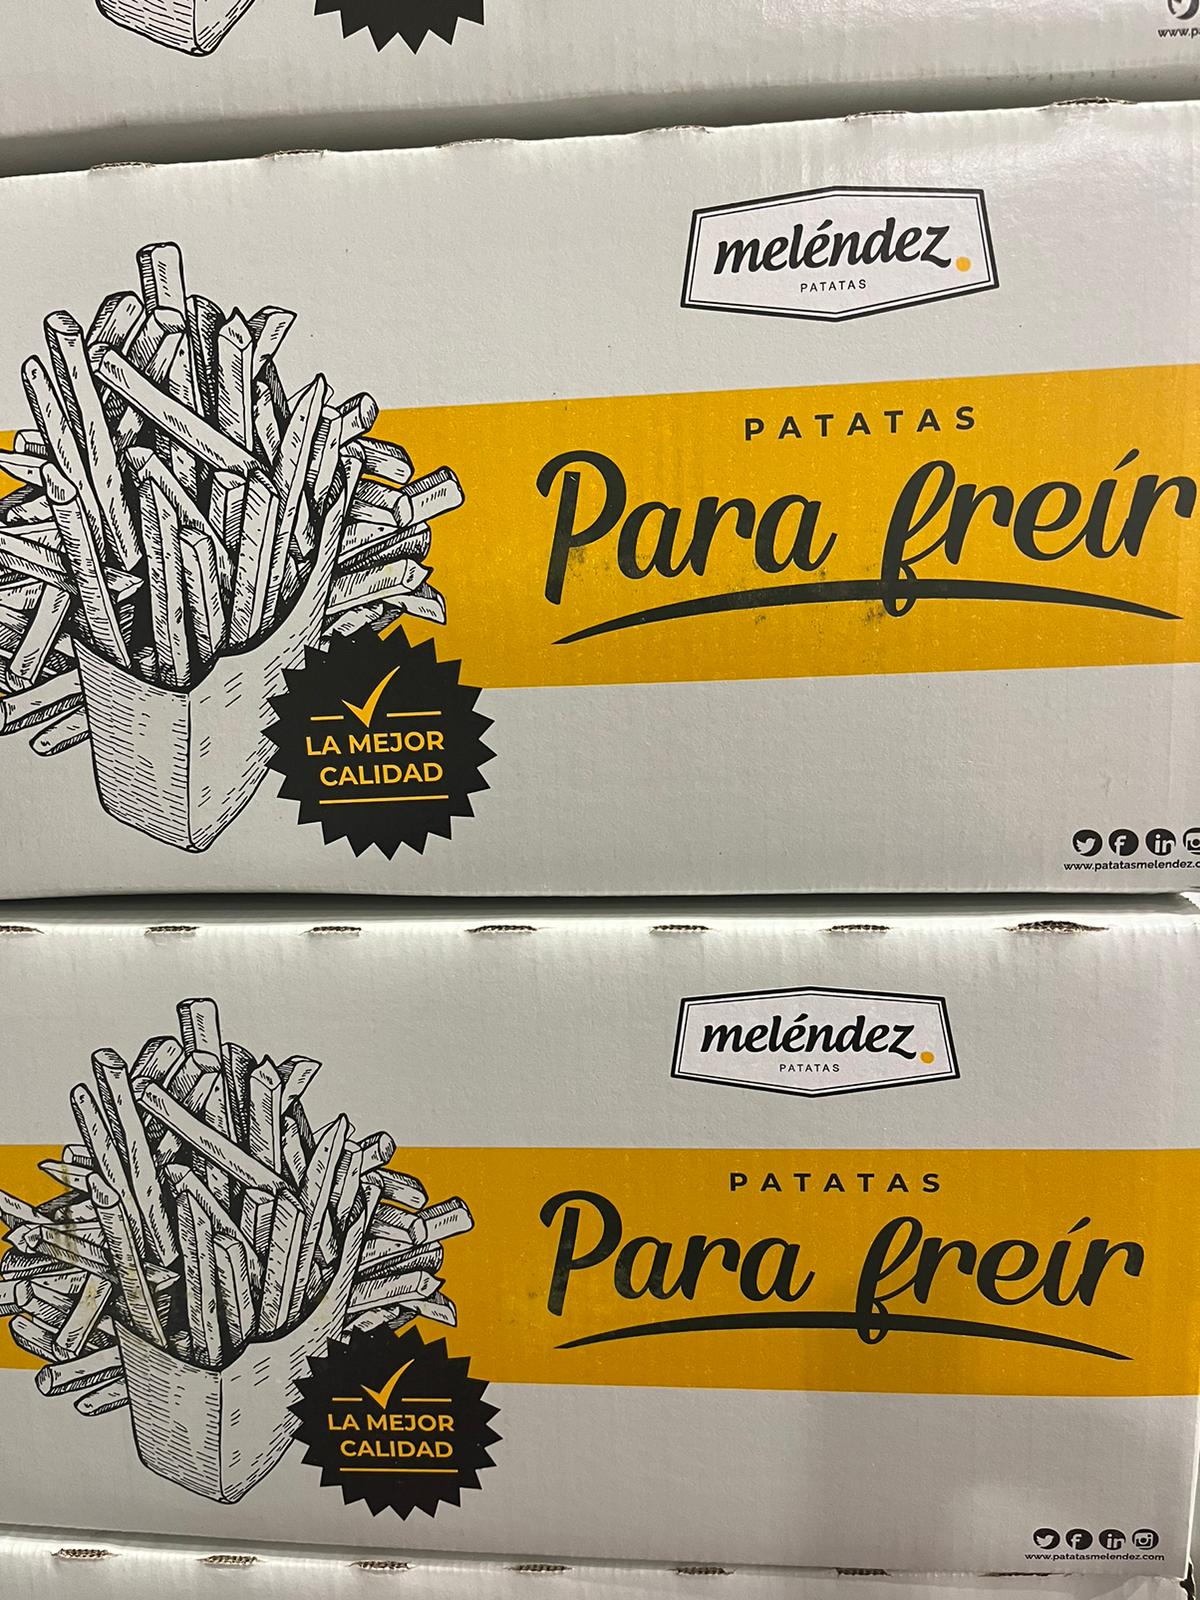 www.p
meléndez.
PATATAS
PATATAS
Para freír
LA MEJOR
CALIDAD
www.patatasmelendez.c
meléndez.
PATATAS
PATATAS
Para freír
LA MEJOR
CALIDAD
www.patatasmelendez.com